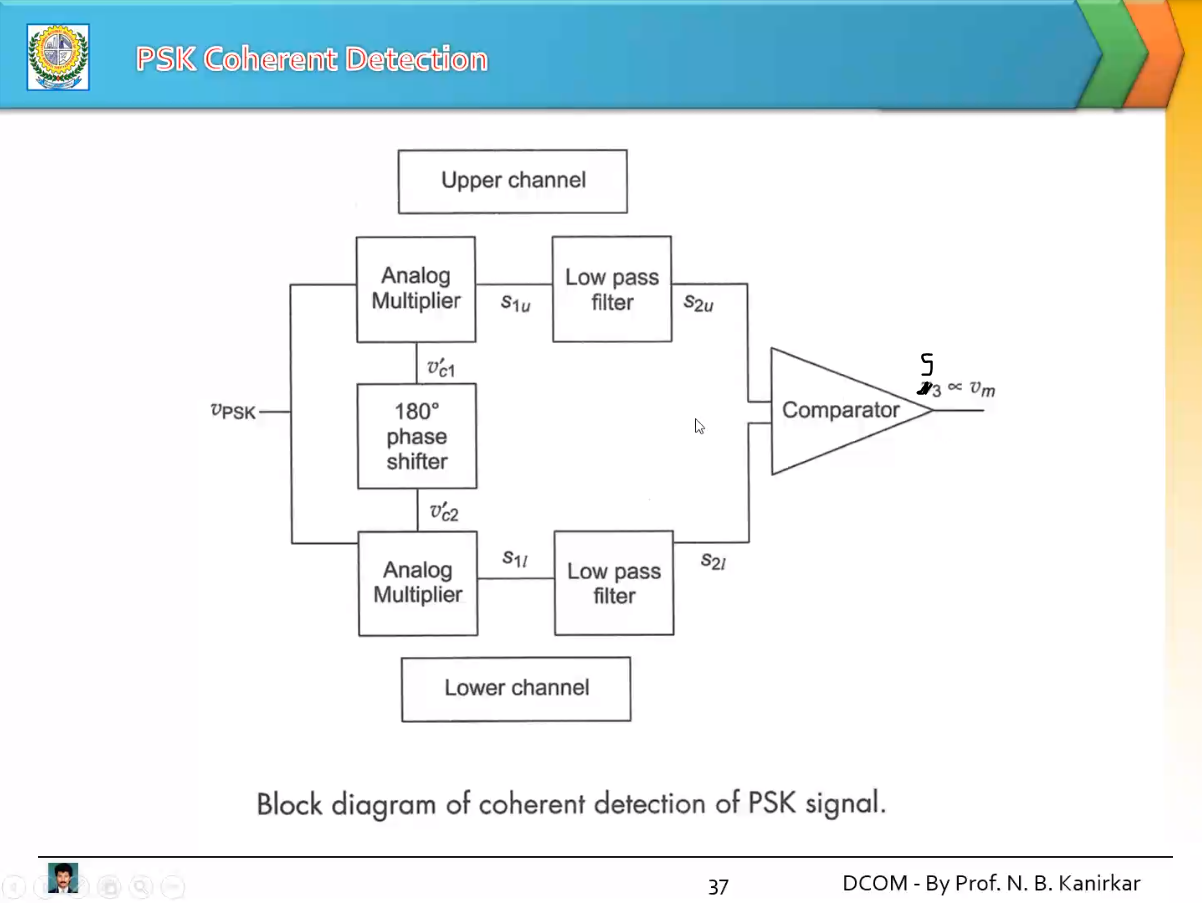 PSK Coherent Detection
Upper channel
Analog
Multiplier
s1u
Low pass
filter
s2u
v′c1
vPSK
180°
phase
shifter
v′c2
Comparator
S
3 ∝ vm
Analog
Multiplier
s1l
Low pass
filter
s2l
Lower channel
Block diagram of coherent detection of PSK signal.
37
DCOM - By Prof. N. B. Kanirkar